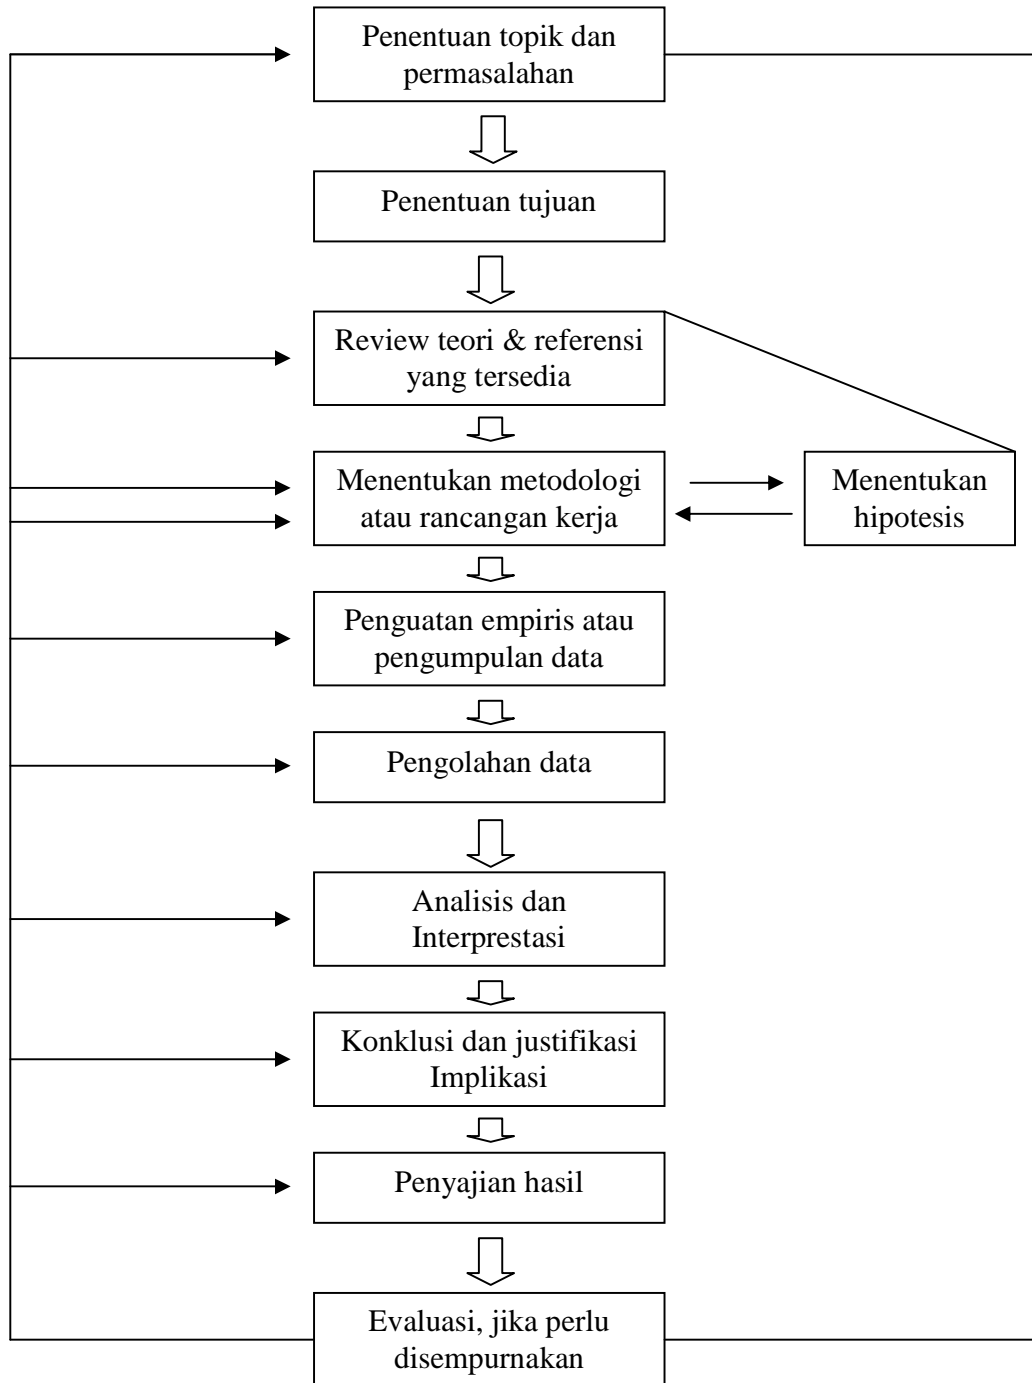 Penentuan topik dan
permasalahan
Penentuan tujuan
Review teori & referensi
yang tersedia
Menentukan metodologi
atau rancangan kerja
Menentukan
hipotesis
Penguatan empiris atau
pengumpulan data
Pengolahan data
Analisis dan
Interprestasi
Konklusi dan justifikasi
Implikasi
Penyajian hasil
Evaluasi, jika perlu
disempurnakan